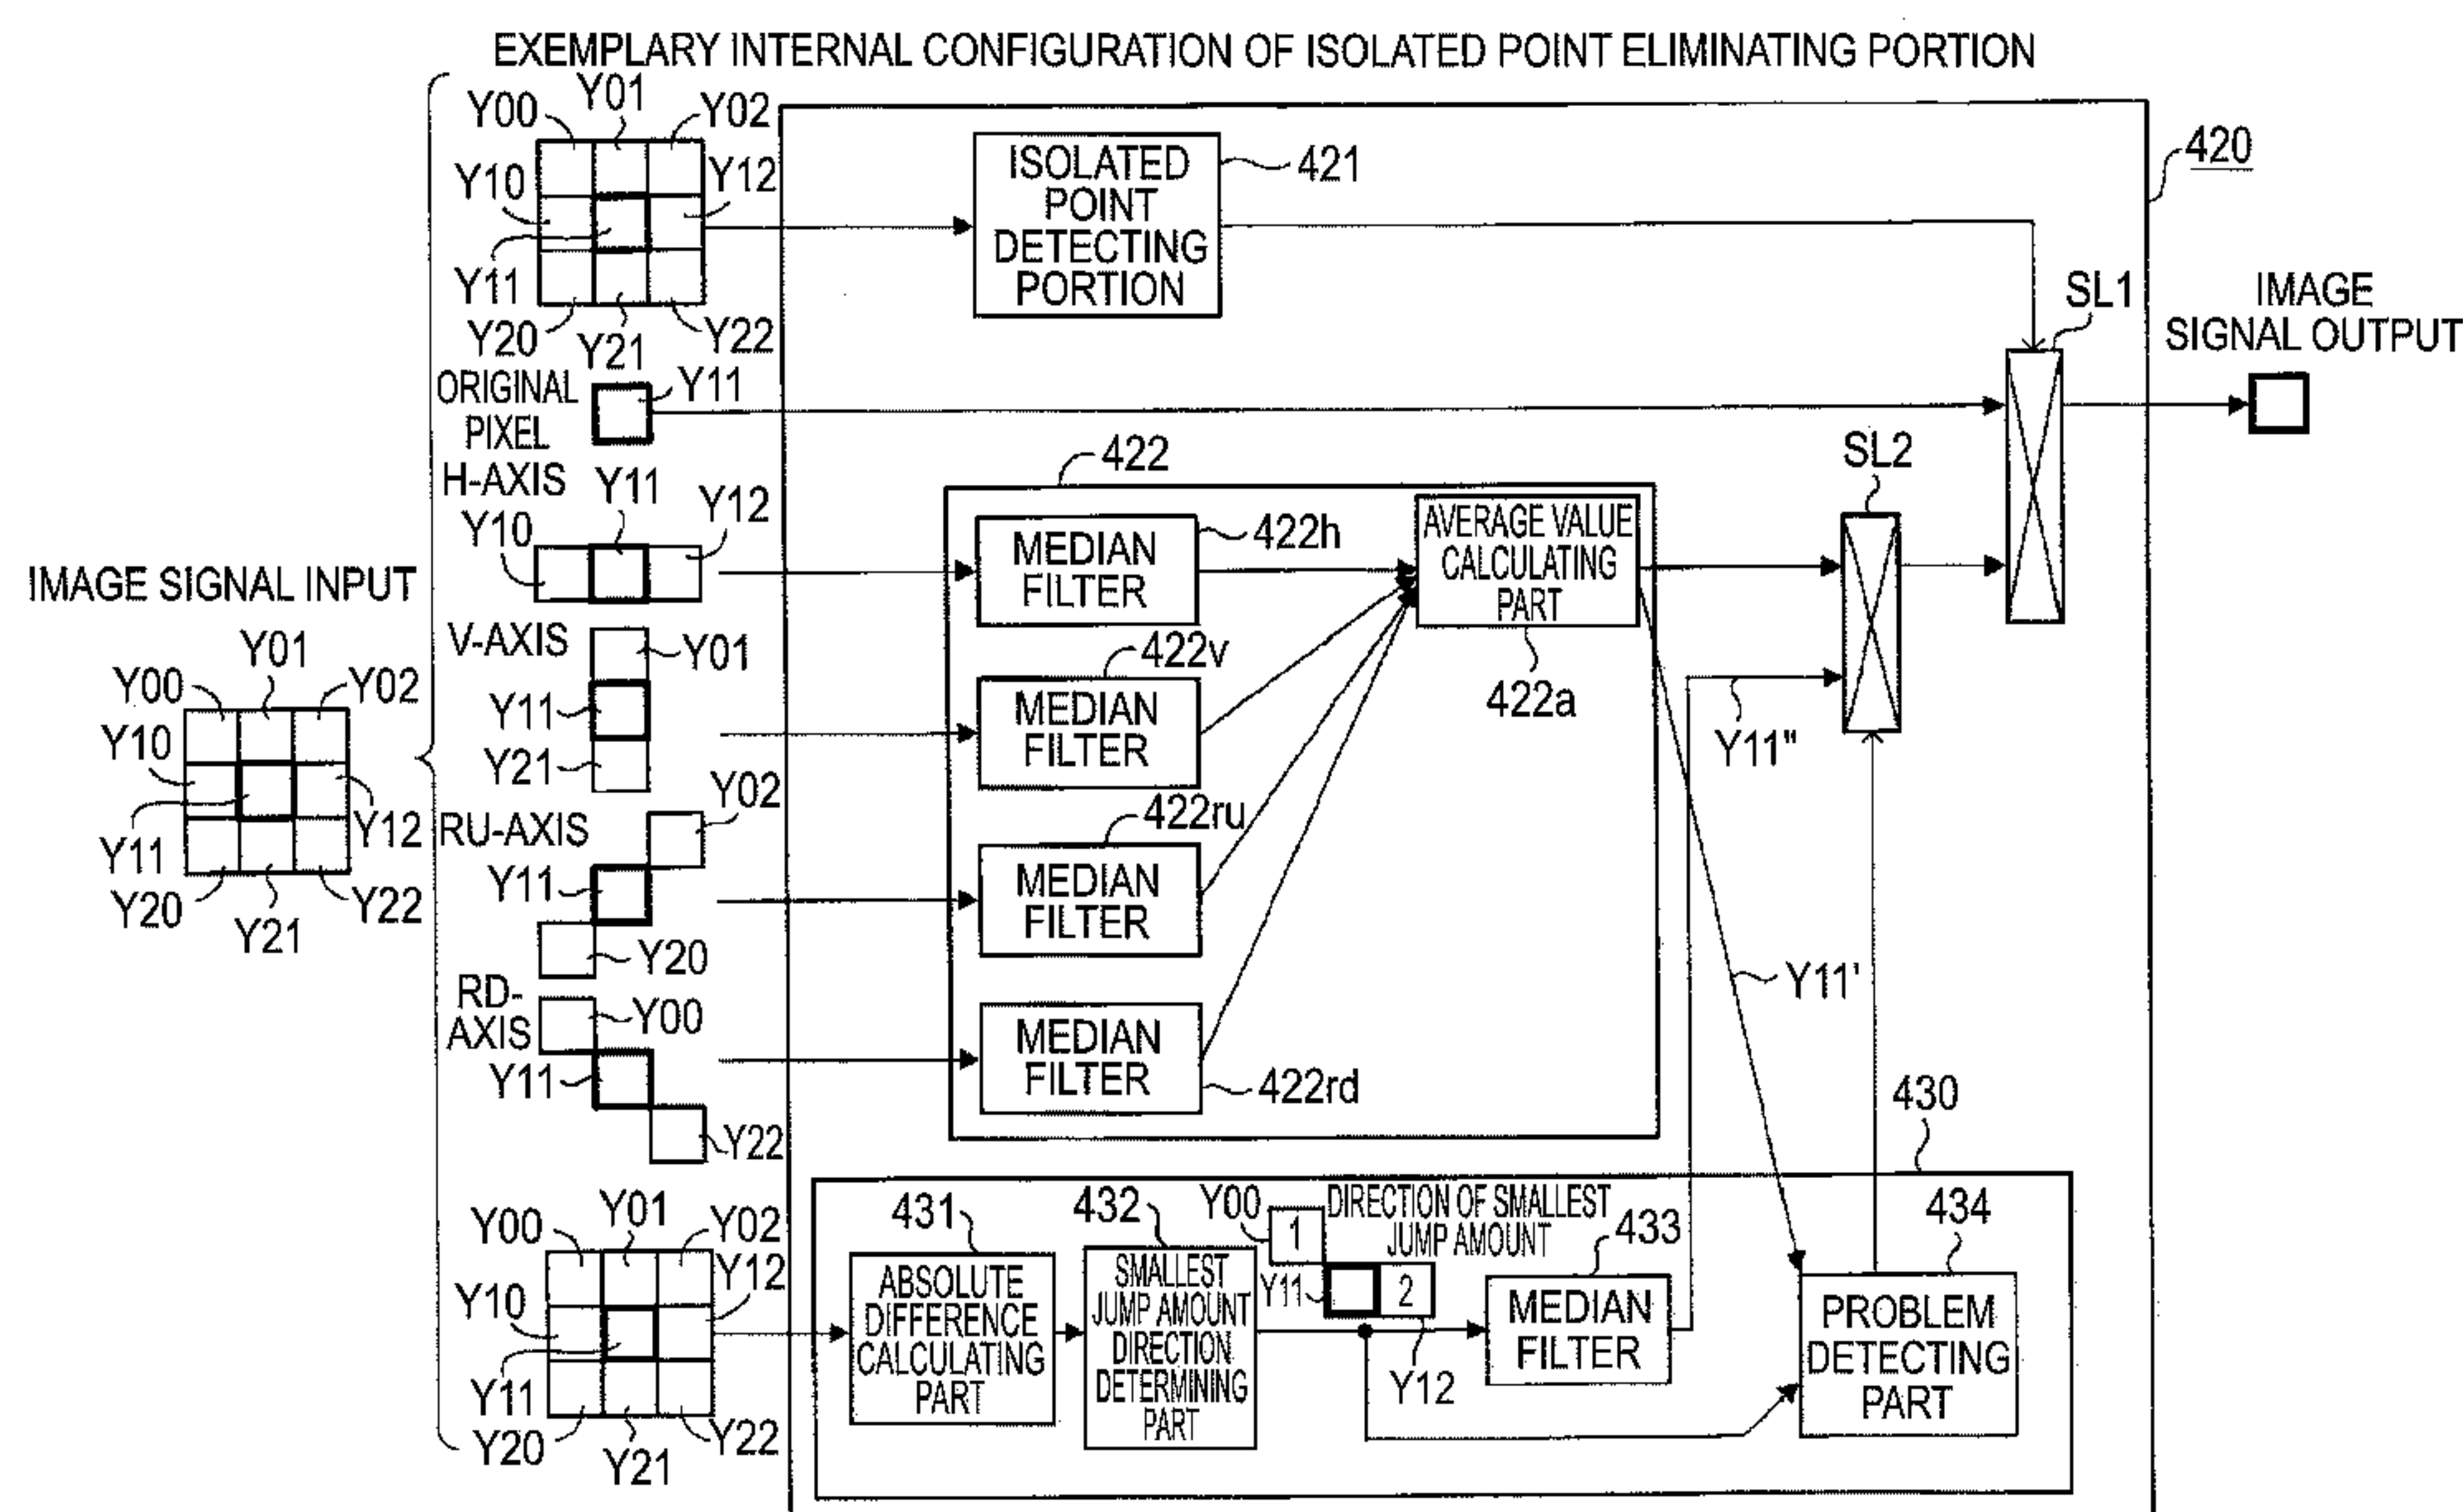 EXEMPLARY INTERNAL CONFIGURATION OF ISOLATED POINT ELIMINATING PORTION
Y00
Y01
Y02
Y10
Y12
Y11
Y20
Y21
Y22
ISOLATED
POINT
DETECTING
PORTION
421
420
SL1
IMAGE
SIGNAL OUTPUT
ORIGINAL
PIXEL
Y11
H-AXIS
Y11
Y10
Y12
422
MEDIAN
FILTER
422h
AVERAGE VALUE
CALCULATING
PART
422a
SL2
IMAGE SIGNAL INPUT
Y00
Y01
Y02
Y10
Y11
Y12
Y20
Y21
Y22
V-AXIS
Y01
Y11
Y21
422v
MEDIAN
FILTER
Y11"
RU-AXIS
Y02
Y11
Y20
422ru
MEDIAN
FILTER
Y11'
RD-
AXIS
Y00
Y11
Y22
MEDIAN
FILTER
422rd
430
Y00
Y01
Y02
Y10
Y12
Y11
Y20
Y21
Y22
431
ABSOLUTE
DIFFERENCE
CALCULATING
PART
432
SMALLEST
JUMP AMOUNT
DIRECTION
DETERMINING
PART
Y00
1
DIRECTION OF SMALLEST
JUMP AMOUNT
Y11
2
Y12
433
MEDIAN
FILTER
434
PROBLEM
DETECTING
PART